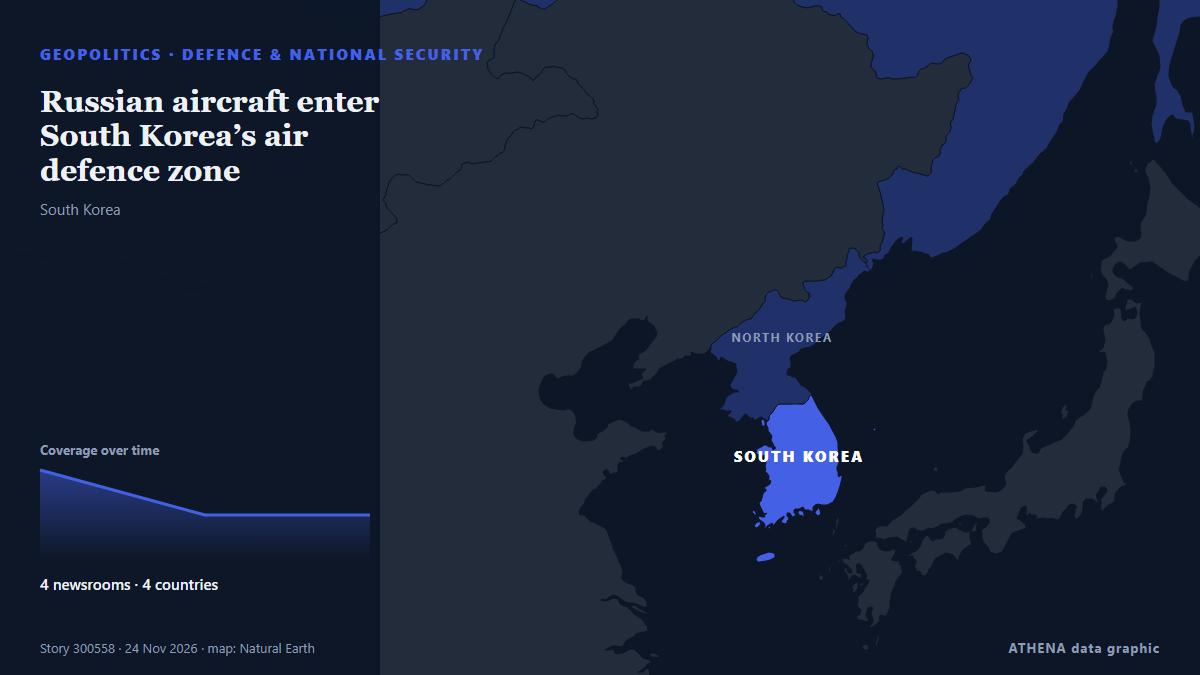 GEOPOLITICS · DEFENCE & NATIONAL SECURITY
Russian aircraft enter
South Korea’s air
defence zone
South Korea
NORTH KOREA
SOUTH KOREA
Coverage over time
4 newsrooms · 4 countries
Story 300558 · 24 Nov 2026 · map: Natural Earth
ATHENA data graphic